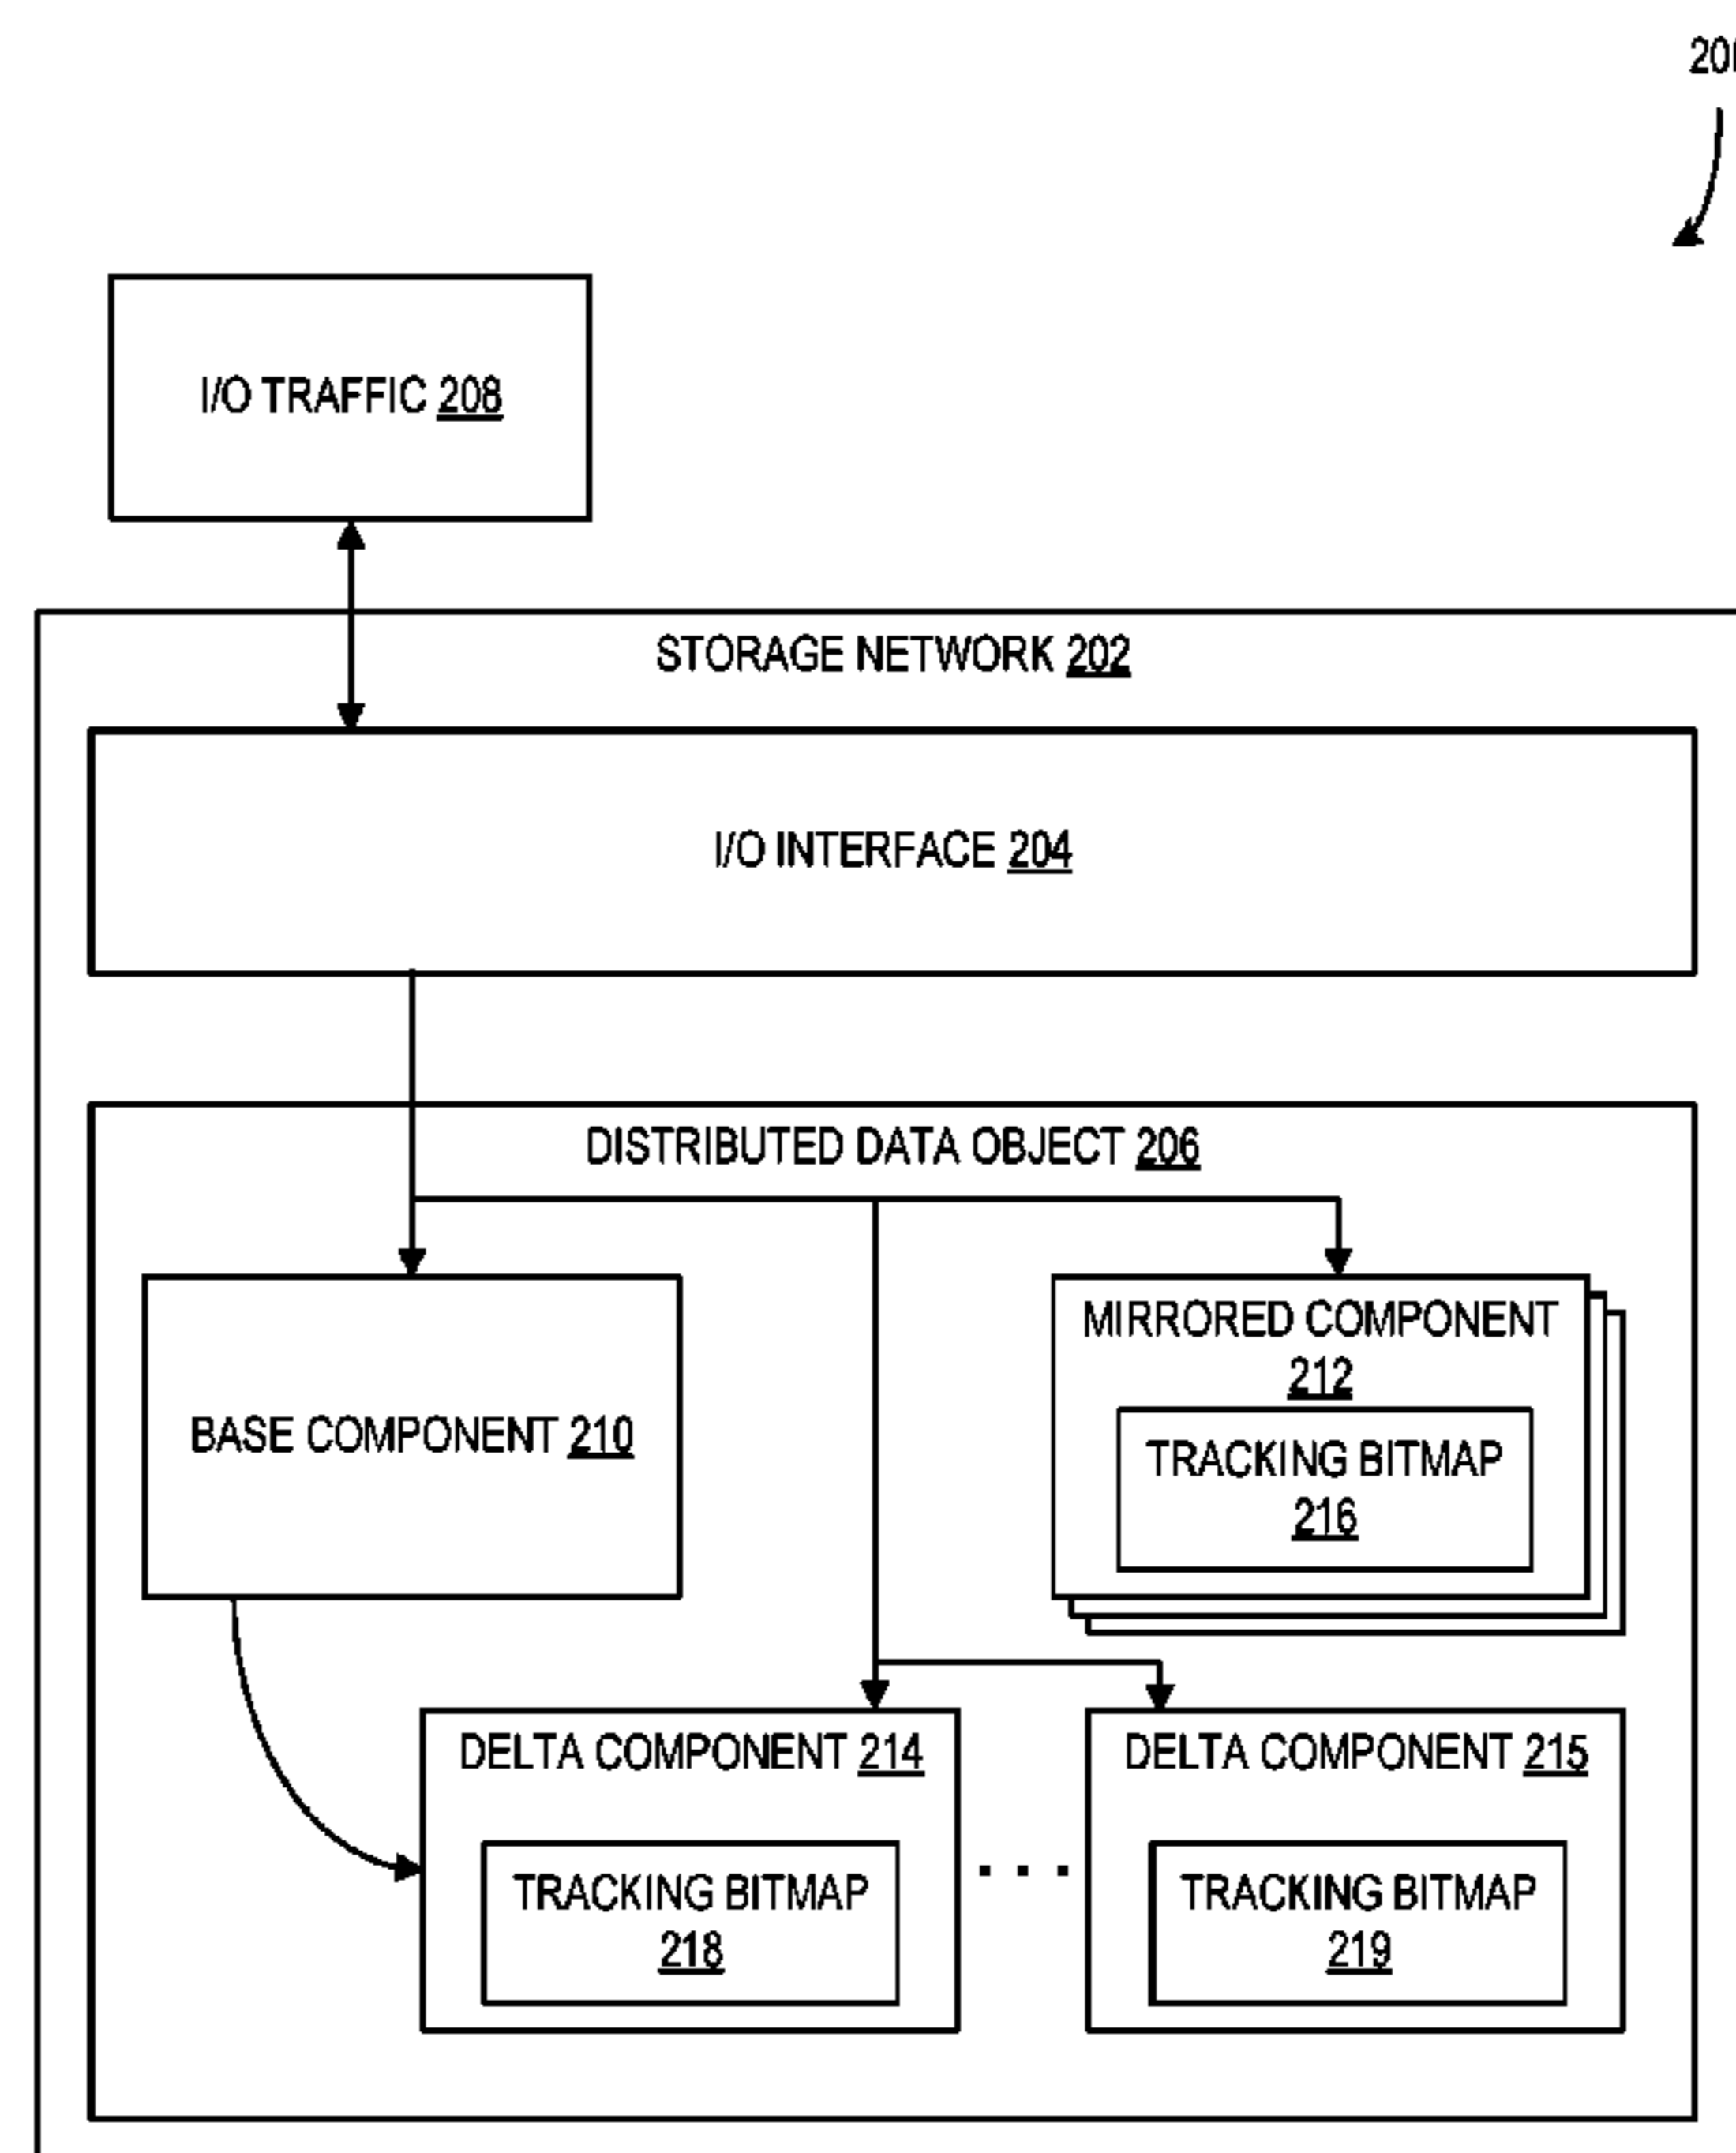 I/O TRAFFIC 208
STORAGE NETWORK 202
I/O INTERFACE 204
DISTRIBUTED DATA OBJECT 206
BASE COMPONENT 210
MIRRORED COMPONENT
212
TRACKING BITMAP
216
DELTA COMPONENT 214
TRACKING BITMAP
218
. . .
DELTA COMPONENT 215
TRACKING BITMAP
219